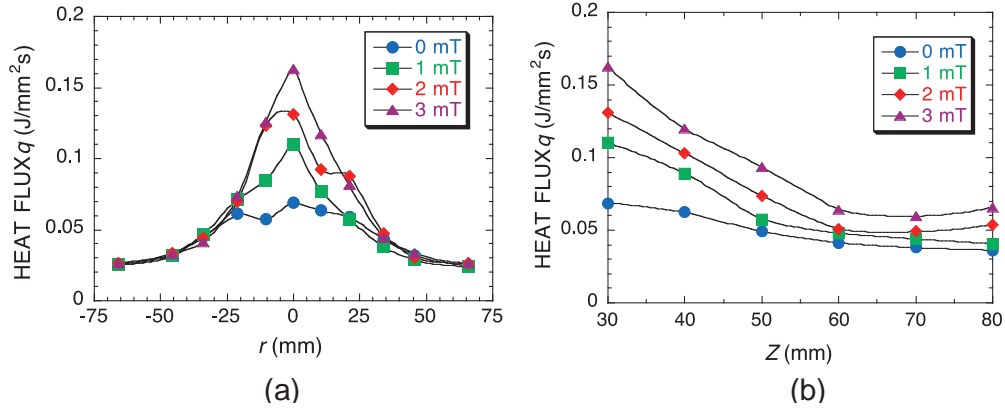 HEAT FLUX q (J/mm²s)
0.2
0.15
0.1
0.05
0
-75 -50 -25 0 25 50 75
r (mm)
0 mT
1 mT
2 mT
3 mT
(a)
HEAT FLUX q (J/mm²s)
0.2
0.15
0.1
0.05
0
30 40 50 60 70 80
Z (mm)
0 mT
1 mT
2 mT
3 mT
(b)